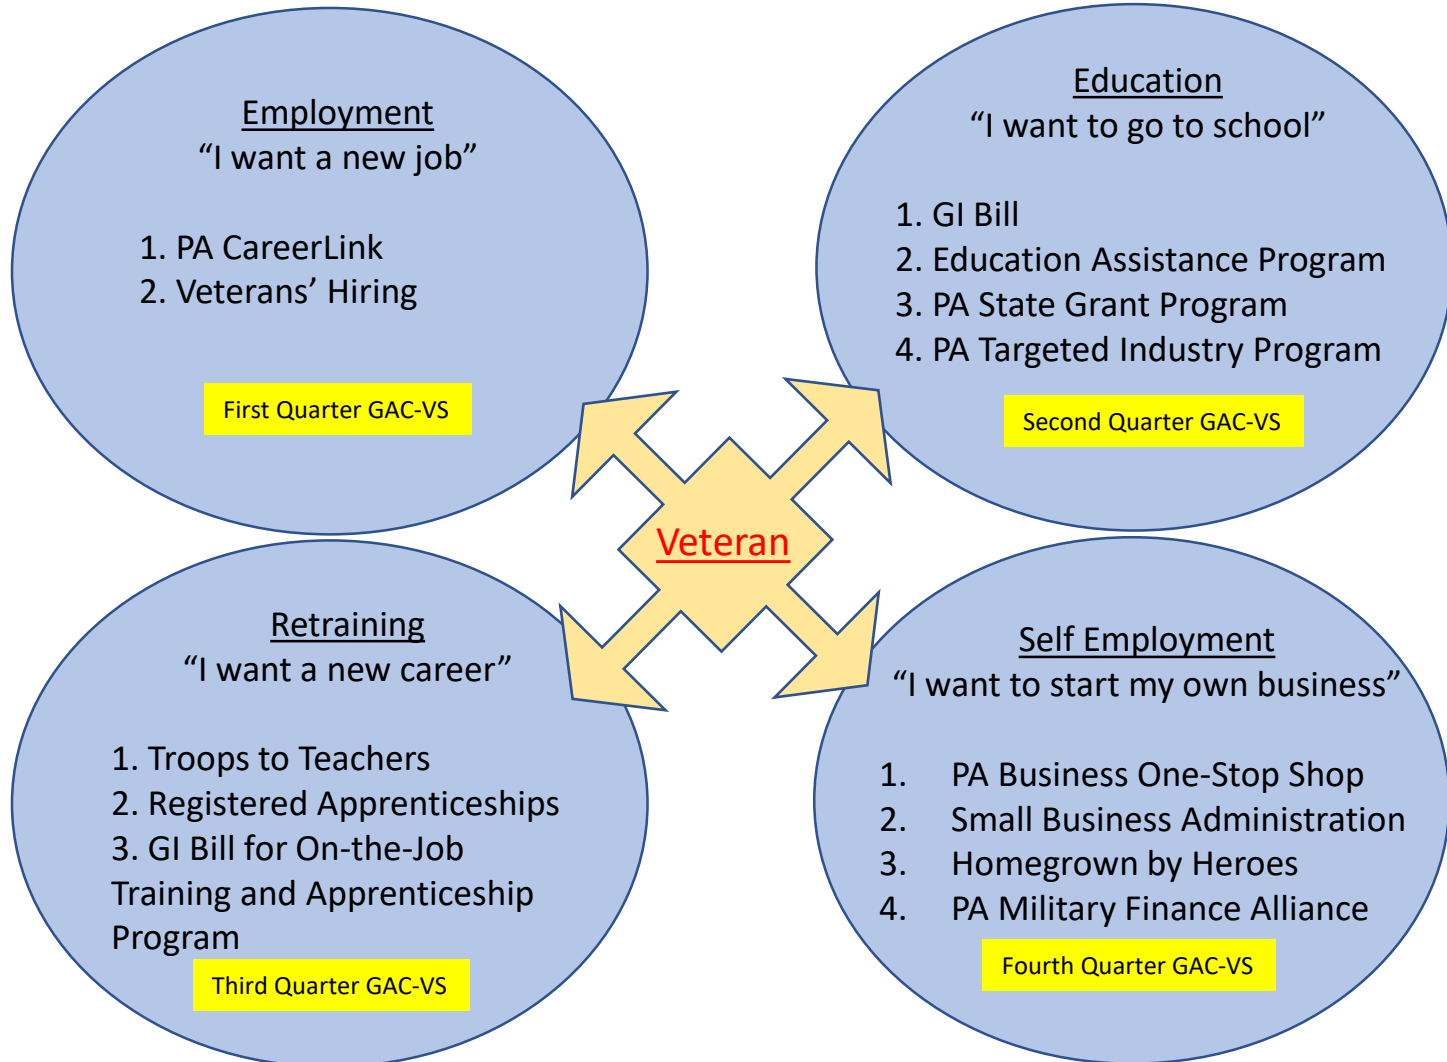 Employment
“I want a new job”
1. PA CareerLink
2. Veterans’ Hiring
First Quarter GAC-VS
Education
“I want to go to school”
1. GI Bill
2. Education Assistance Program
3. PA State Grant Program
4. PA Targeted Industry Program
Second Quarter GAC-VS
Veteran
Retraining
“I want a new career”
1. Troops to Teachers
2. Registered Apprenticeships
3. GI Bill for On-the-Job
Training and Apprenticeship
Program
Third Quarter GAC-VS
Self Employment
“I want to start my own business”
1. PA Business One-Stop Shop
2. Small Business Administration
3. Homegrown by Heroes
4. PA Military Finance Alliance
Fourth Quarter GAC-VS